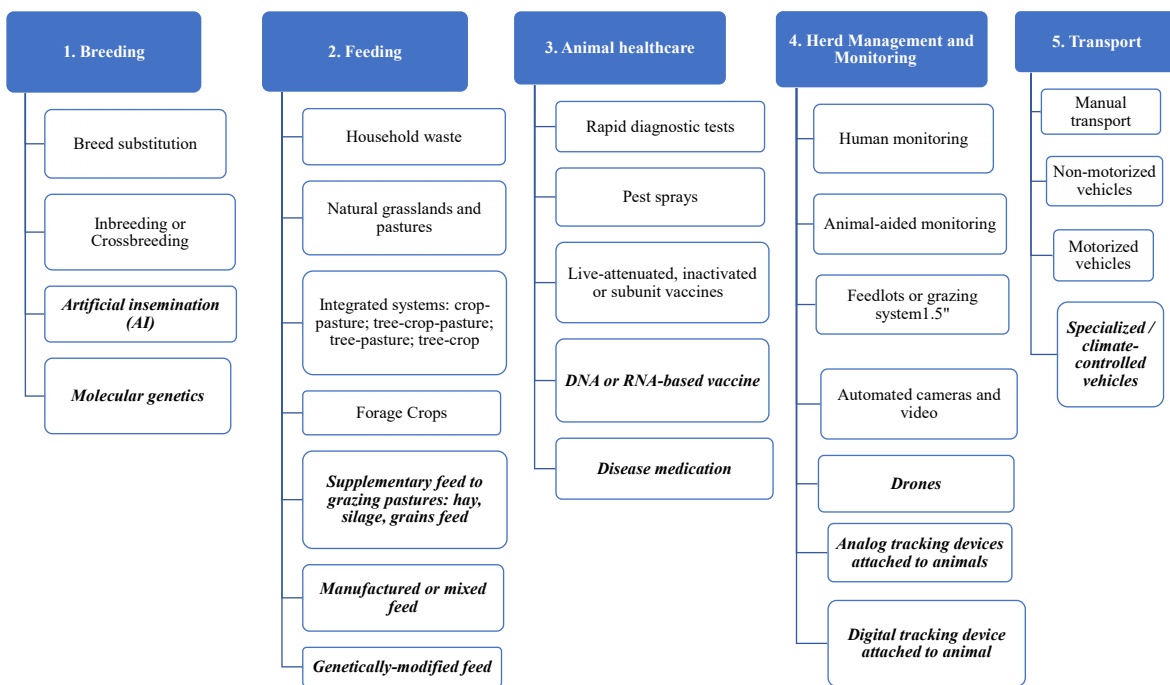 1. Breeding
Breed substitution
Inbreeding or
Crossbreeding
Artificial insemination
(AI)
Molecular genetics
2. Feeding
Household waste
Natural grasslands and
pastures
Integrated systems: crop-
pasture; tree-crop-pasture;
tree-pasture; tree-crop
Forage Crops
Supplementary feed to
grazing pastures: hay,
silage, grains feed
Manufactured or mixed
feed
Genetically-modified feed
3. Animal healthcare
Rapid diagnostic tests
Pest sprays
Live-attenuated, inactivated
or subunit vaccines
DNA or RNA-based vaccine
Disease medication
4. Herd Management and
Monitoring
Human monitoring
Animal-aided monitoring
Feedlots or grazing
system1.5"
Automated cameras and
video
Drones
Analog tracking devices
attached to animals
Digital tracking device
attached to animal
5. Transport
Manual
transport
Non-motorized
vehicles
Motorized
vehicles
Specialized /
climate-
controlled
vehicles